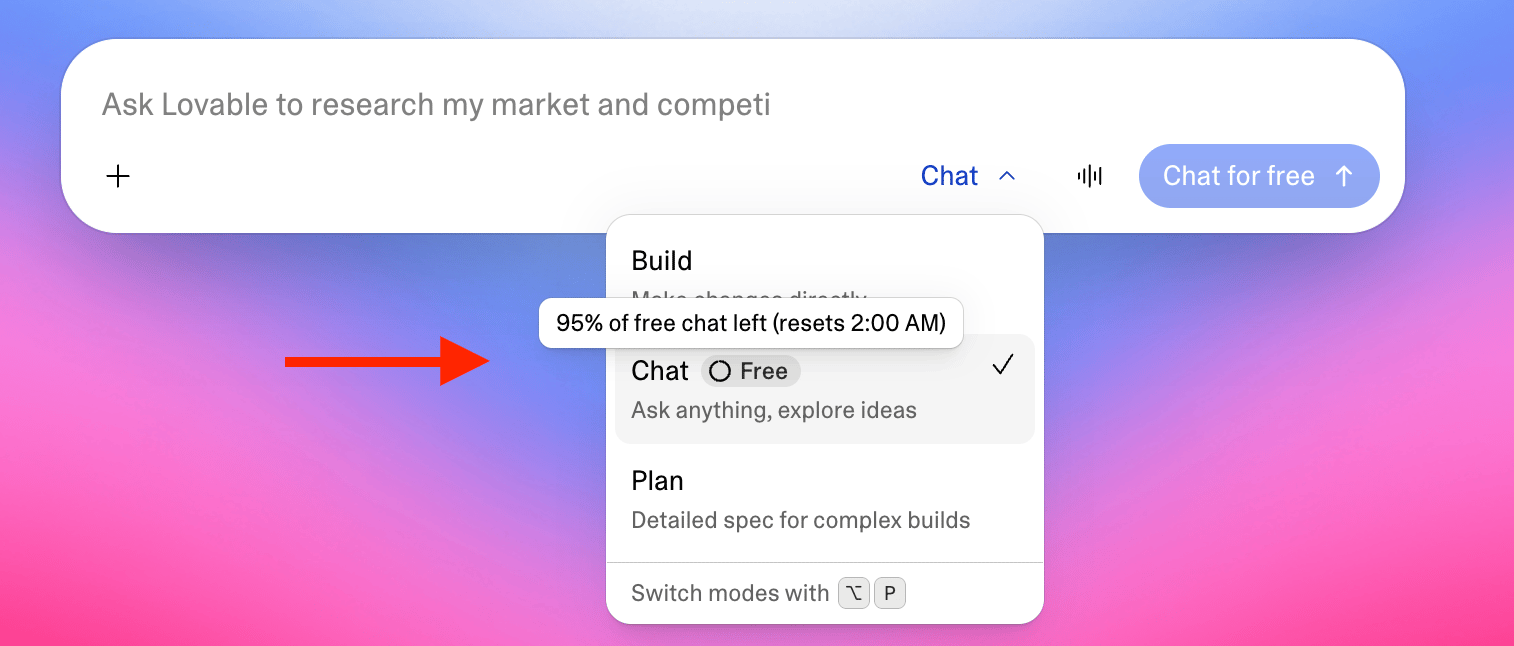 Ask Lovable to research my market and competi
Chat
Chat for free ↑
Build
95% of free chat left (resets 2:00 AM)
Chat Free
Ask anything, explore ideas
Plan
Detailed spec for complex builds
Switch modes with ⌥ P